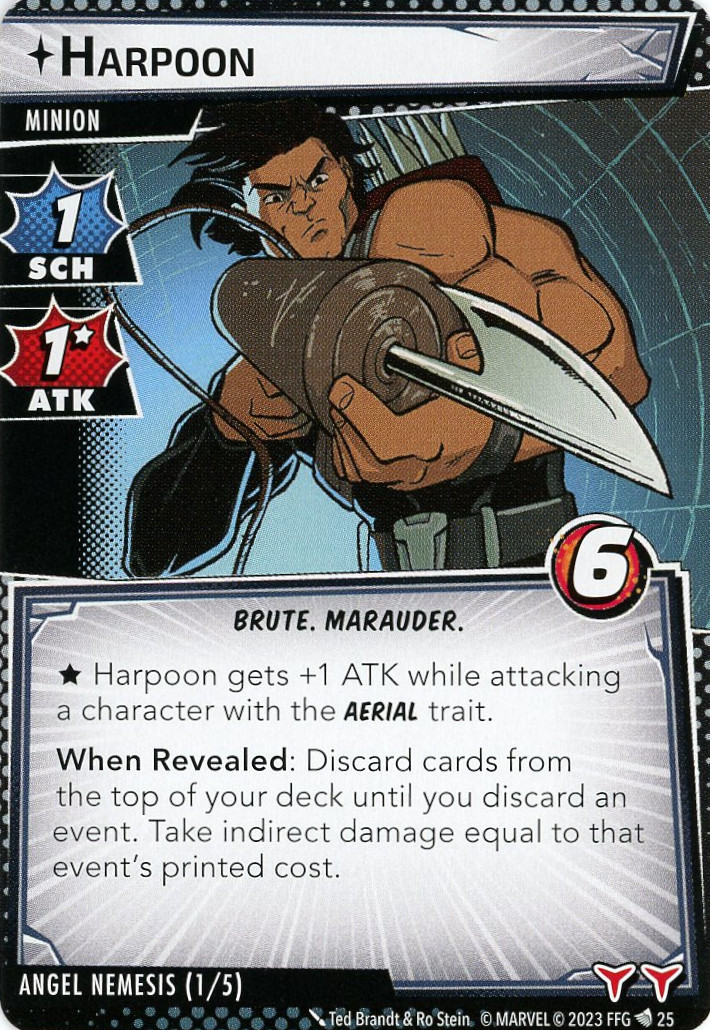 HARPOON
MINION
1
SCH
1★
ATK
6
BRUTE. MARAUDER.
★ Harpoon gets +1 ATK while attacking
a character with the AERIAL trait.
When Revealed: Discard cards from
the top of your deck until you discard an
event. Take indirect damage equal to that
event's printed cost.
ANGEL NEMESIS (1/5)
Ted Brandt & Ro Stein © MARVEL © 2023 FFG 25